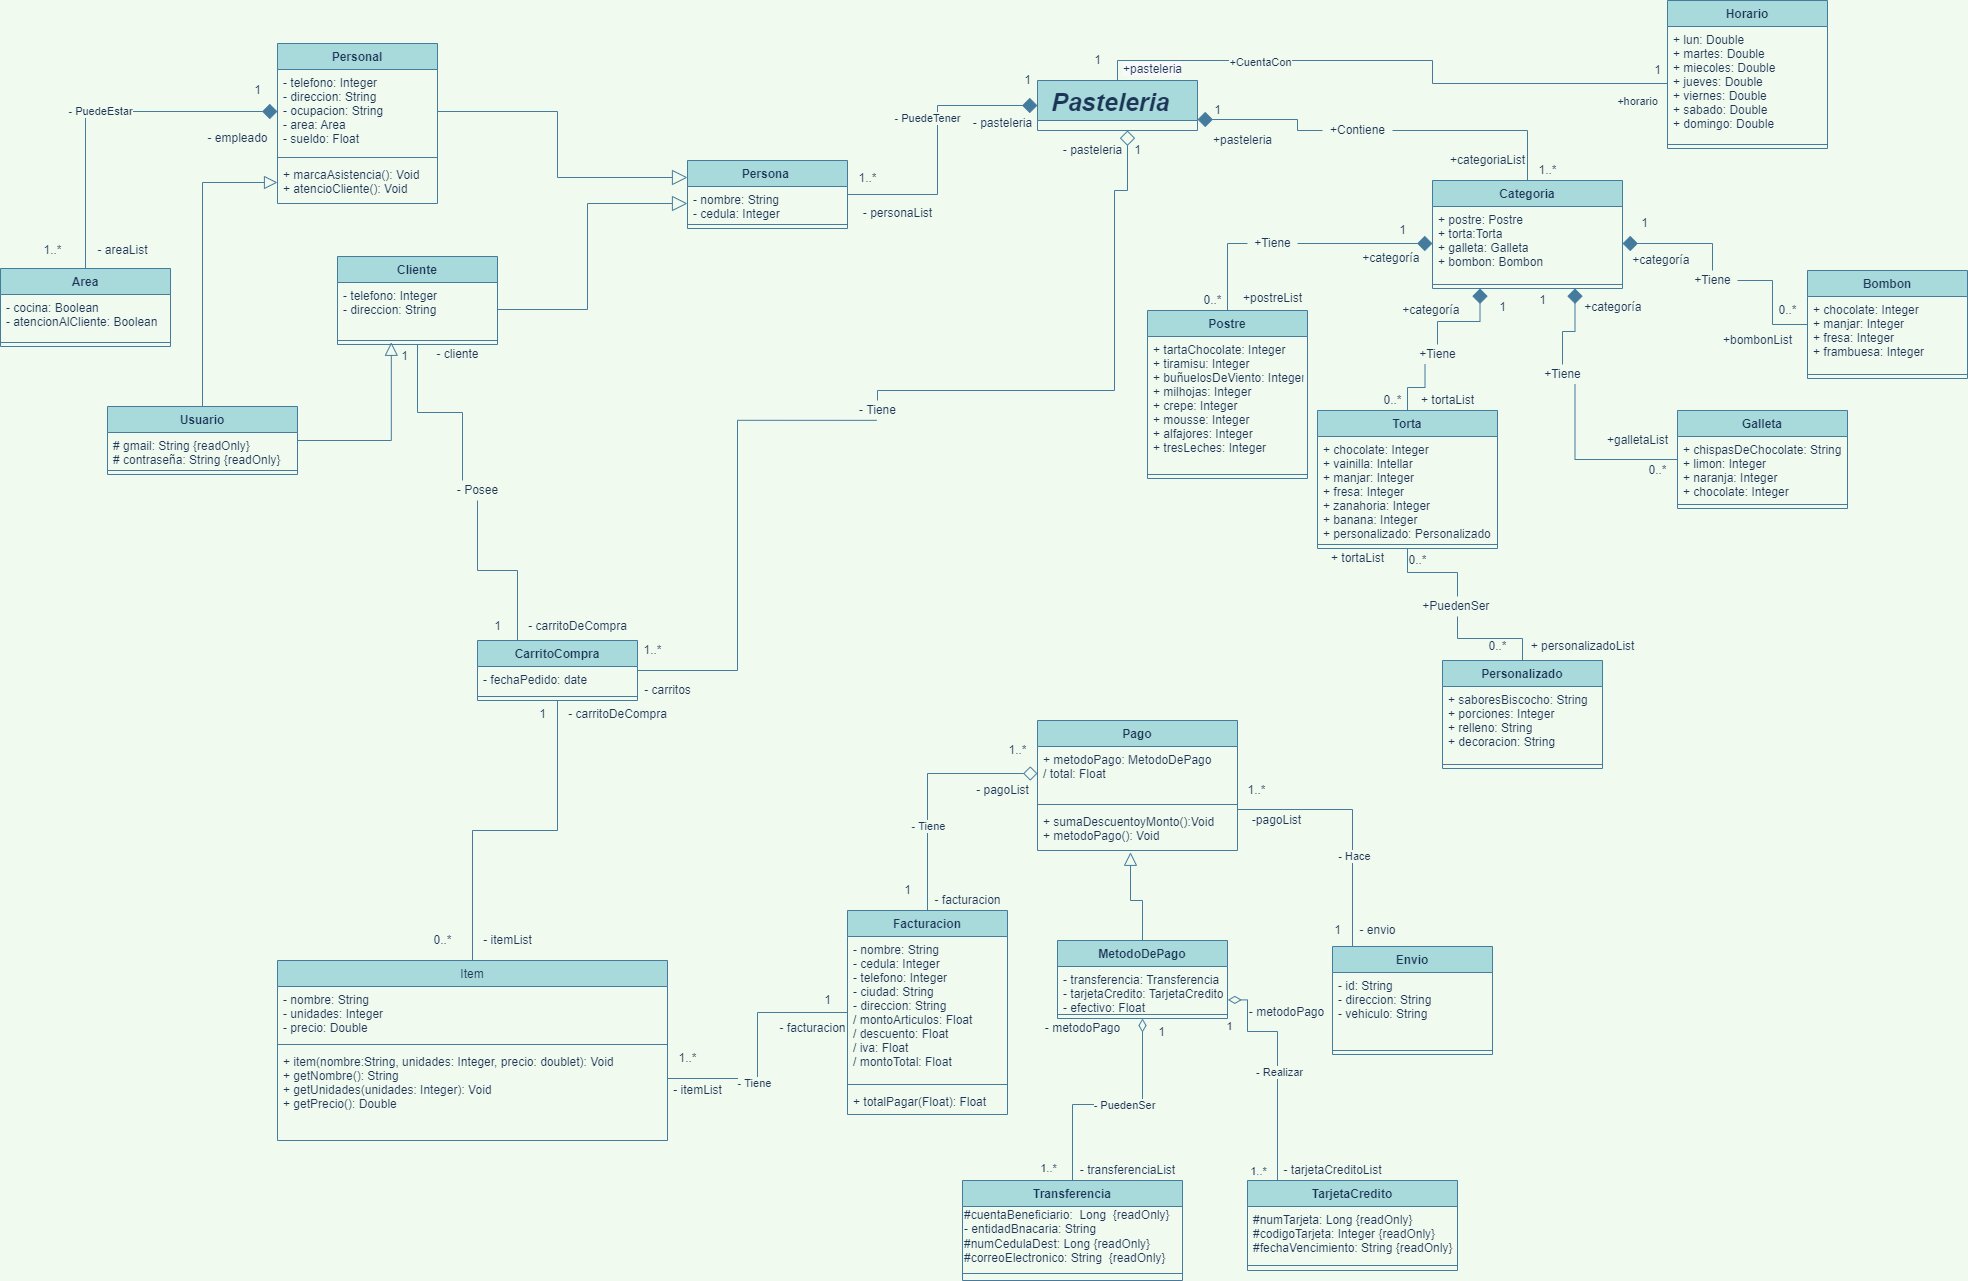 Horario
+ lun: Double
+ martes: Double
+ miecoles: Double
+ jueves: Double
+ viernes: Double
+ sabado: Double
+ domingo: Double
1
+CuentaCon
1
+pasteleria
+horario
Personal
- telefono: Integer
- direccion: String
- ocupacion: String
- area: Area
- sueldo: Float
+ marcaAsistencia(): Void
+ atencioCliente(): Void
1
- PuedeEstar
- empleado
1..*
- areaList
Area
- cocina: Boolean
- atencionAlCliente: Boolean
Pasteleria
1
- PuedeTener
- pasteleria
1..*
- personaList
Persona
- nombre: String
- cedula: Integer
- pasteleria
1
1
+pasteleria
+Contiene
+categoriaList
1..*
Categoria
+ postre: Postre
+ torta:Torta
+ galleta: Galleta
+ bombon: Bombon
1
+Tiene
+categoría
0..*
+postreList
Postre
+ tartaChocolate: Integer
+ tiramisu: Integer
+ buñuelosDeViento: Integer
+ milhojas: Integer
+ crepe: Integer
+ mousse: Integer
+ alfajores: Integer
+ tresLeches: Integer
+categoría
1
+Tiene
0..*
+ tortaList
Torta
+ chocolate: Integer
+ vainilla: Intellar
+ manjar: Integer
+ fresa: Integer
+ zanahoria: Integer
+ banana: Integer
+ personalizado: Personalizado
1
+categoría
+Tiene
+galletaList
0..*
Galleta
+ chispasDeChocolate: String
+ limon: Integer
+ naranja: Integer
+ chocolate: Integer
1
+categoría
+Tiene
0..*
+bombonList
Bombon
+ chocolate: Integer
+ manjar: Integer
+ fresa: Integer
+ frambuesa: Integer
+ tortaList
0..*
+PuedenSer
0..*
+ personalizadoList
Personalizado
+ saboresBiscocho: String
+ porciones: Integer
+ relleno: String
+ decoracion: String
Cliente
- telefono: Integer
- direccion: String
1
- cliente
Usuario
# gmail: String {readOnly}
# contraseña: String {readOnly}
- Posee
- Tiene
1
- carritoDeCompra
CarritoCompra
- fechaPedido: date
1..*
- carritos
1
- carritoDeCompra
0..*
- itemList
Item
- nombre: String
- unidades: Integer
- precio: Double
+ item(nombre:String, unidades: Integer, precio: doublet): Void
+ getNombre(): String
+ getUnidades(unidades: Integer): Void
+ getPrecio(): Double
1..*
- itemList
- Tiene
1
- facturacion
Pago
+ metodoPago: MetodoDePago
/ total: Float
+ sumaDescuentoyMonto():Void
+ metodoPago(): Void
1..*
- pagoList
- Tiene
1
- facturacion
Facturacion
- nombre: String
- cedula: Integer
- telefono: Integer
- ciudad: String
- direccion: String
/ montoArticulos: Float
/ descuento: Float
/ iva: Float
/ montoTotal: Float
+ totalPagar(Float): Float
1..*
-pagoList
- Hace
1
- envio
Envio
- id: String
- direccion: String
- vehiculo: String
MetodoDePago
- transferencia: Transferencia
- tarjetaCredito: TarjetaCredito
- efectivo: Float
- metodoPago
1
- PuedenSer
1..*
- transferenciaList
Transferencia
#cuentaBeneficiario: Long {readOnly}
- entidadBnacaria: String
#numCedulaDest: Long {readOnly}
#correoElectronico: String {readOnly}
- metodoPago
1
- Realizar
1..*
- tarjetaCreditoList
TarjetaCredito
#numTarjeta: Long {readOnly}
#codigoTarjeta: Integer {readOnly}
#fechaVencimiento: String {readOnly}